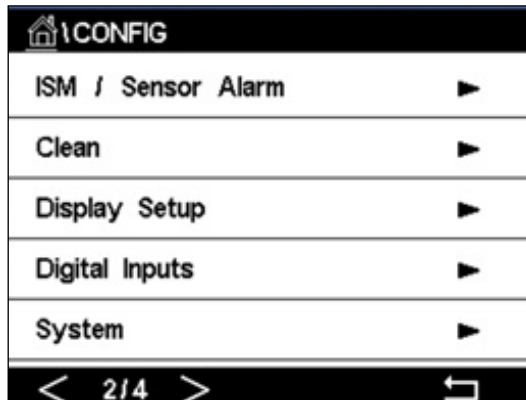 \CONFIG
ISM / Sensor Alarm
Clean
Display Setup
Digital Inputs
System
< 2/4 >